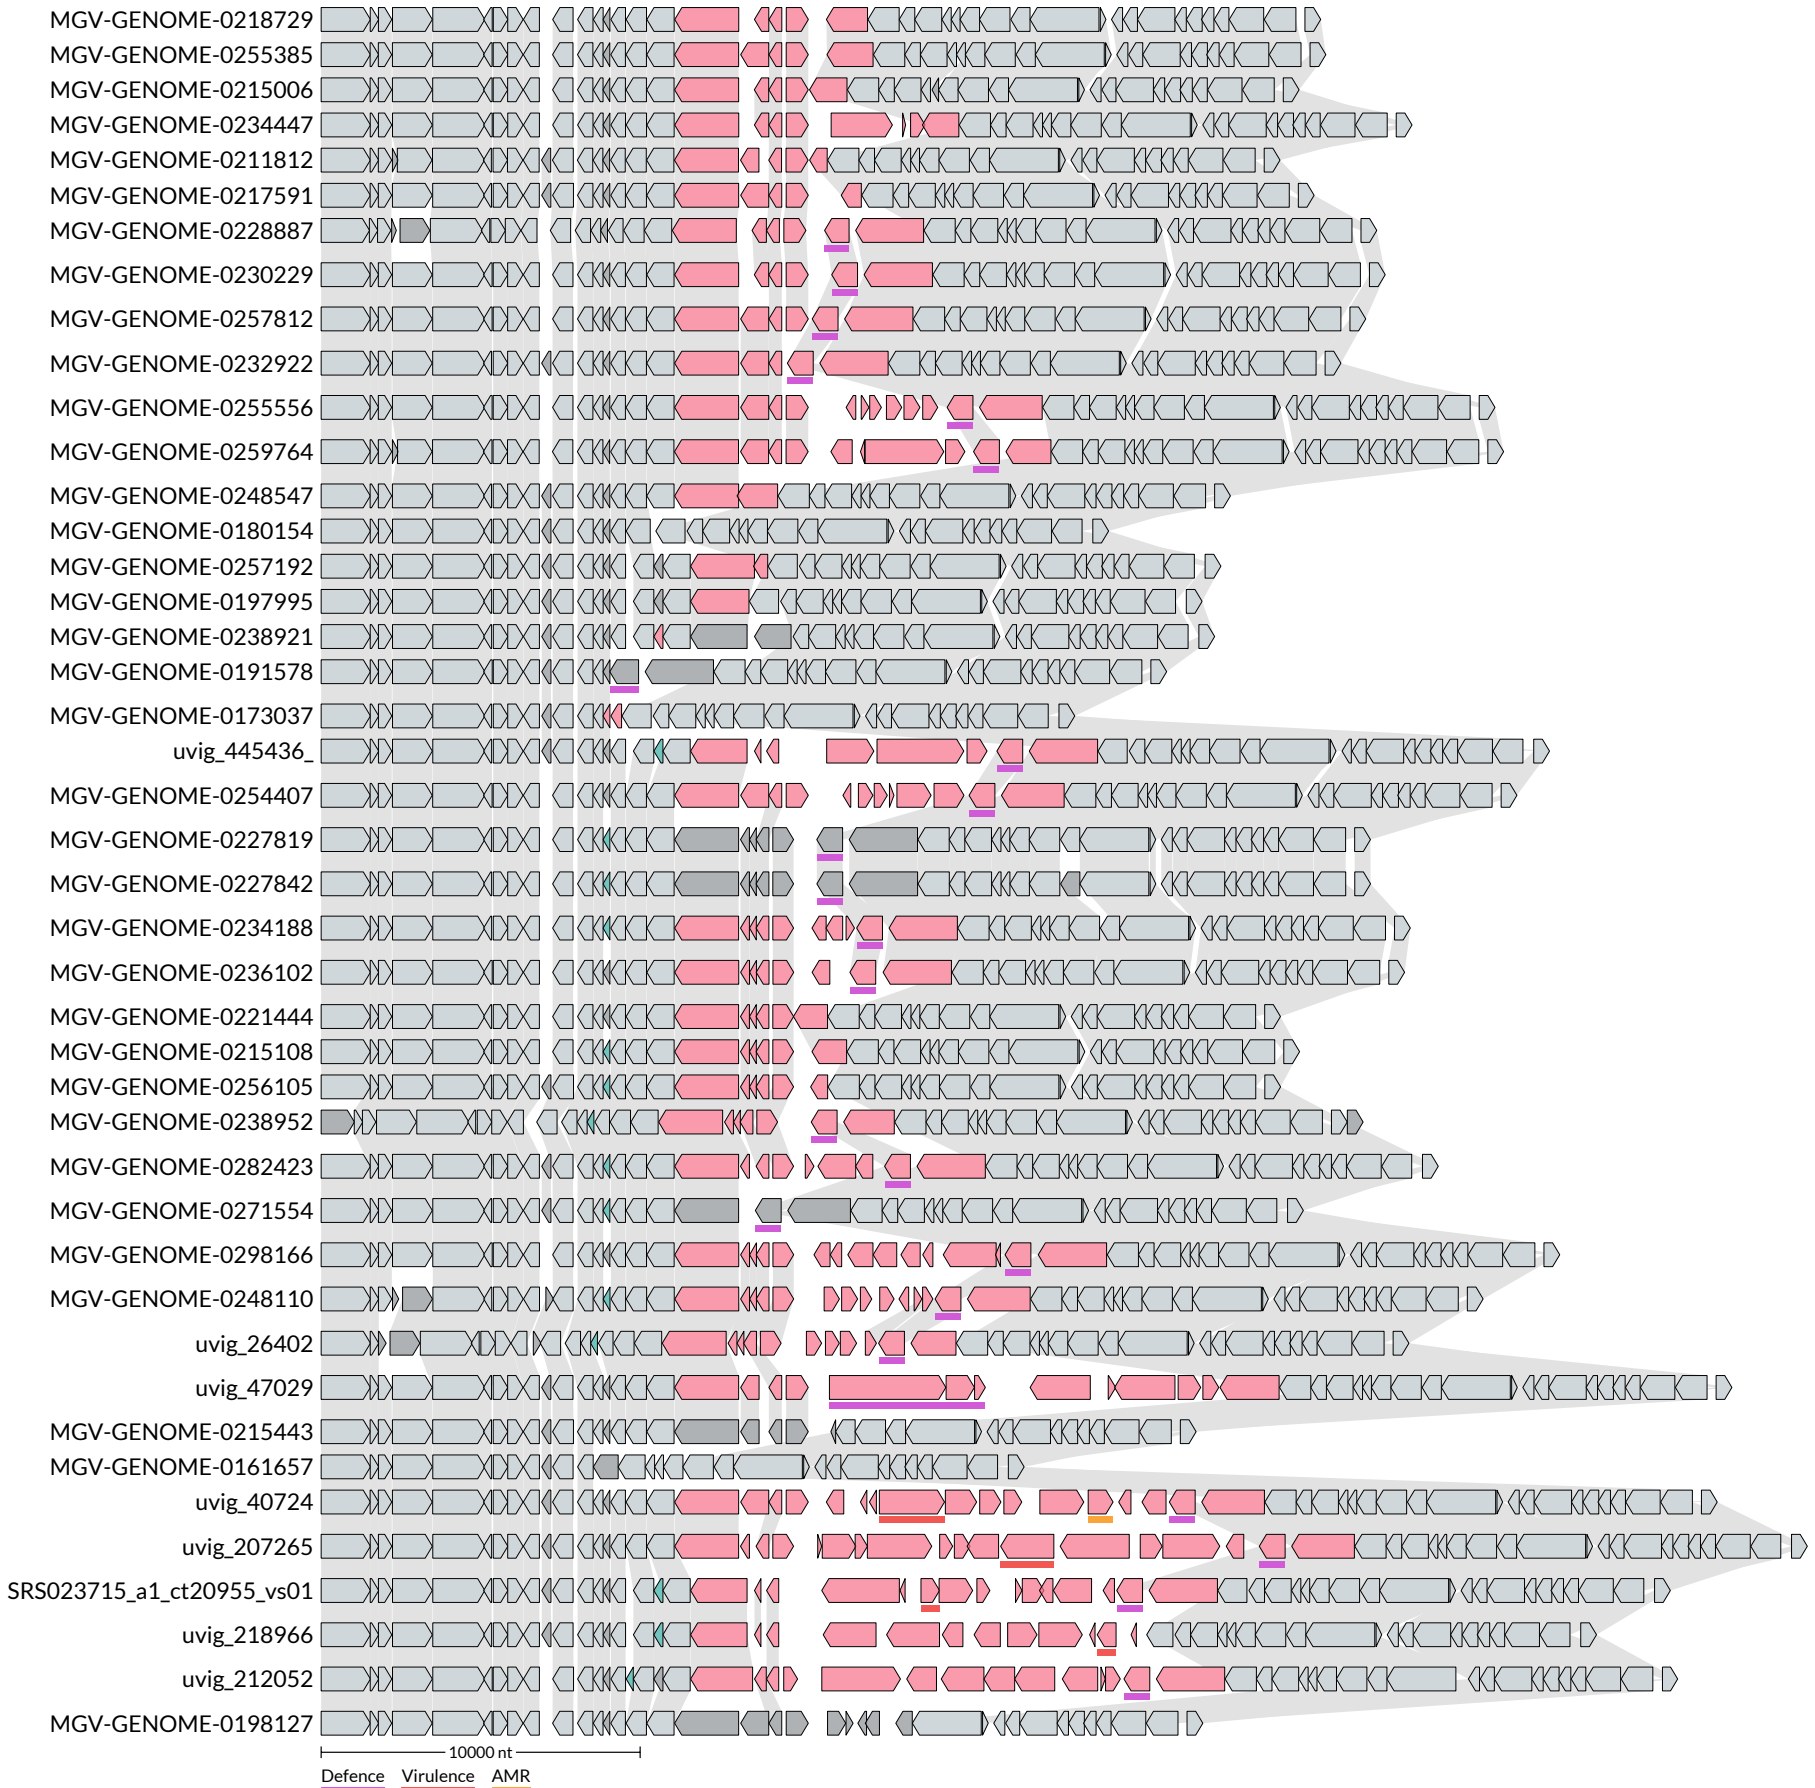 MGV-GENOME-0218729
MGV-GENOME-0255385
MGV-GENOME-0215006
MGV-GENOME-0234447
MGV-GENOME-0211812
MGV-GENOME-0217591
MGV-GENOME-0228887
MGV-GENOME-0230229
MGV-GENOME-0257812
MGV-GENOME-0232922
MGV-GENOME-0255556
MGV-GENOME-0259764
MGV-GENOME-0248547
MGV-GENOME-0180154
MGV-GENOME-0257192
MGV-GENOME-0197995
MGV-GENOME-0238921
MGV-GENOME-0191578
MGV-GENOME-0173037
uvig_445436_
MGV-GENOME-0254407
MGV-GENOME-0227819
MGV-GENOME-0227842
MGV-GENOME-0234188
MGV-GENOME-0236102
MGV-GENOME-0221444
MGV-GENOME-0215108
MGV-GENOME-0256105
MGV-GENOME-0238952
MGV-GENOME-0282423
MGV-GENOME-0271554
MGV-GENOME-0298166
MGV-GENOME-0248110
uvig_26402
uvig_47029
MGV-GENOME-0215443
MGV-GENOME-0161657
uvig_40724
uvig_207265
SRS023715_a1_ct20955_vs01
uvig_218966
uvig_212052
MGV-GENOME-0198127
10000 nt
Defence Virulence AMR